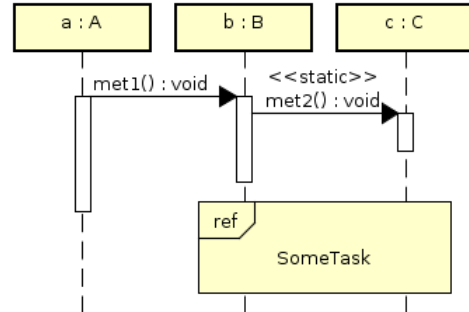 a : A
b : B
c : C
met1() : void
<<static>>
met2() : void
ref
SomeTask